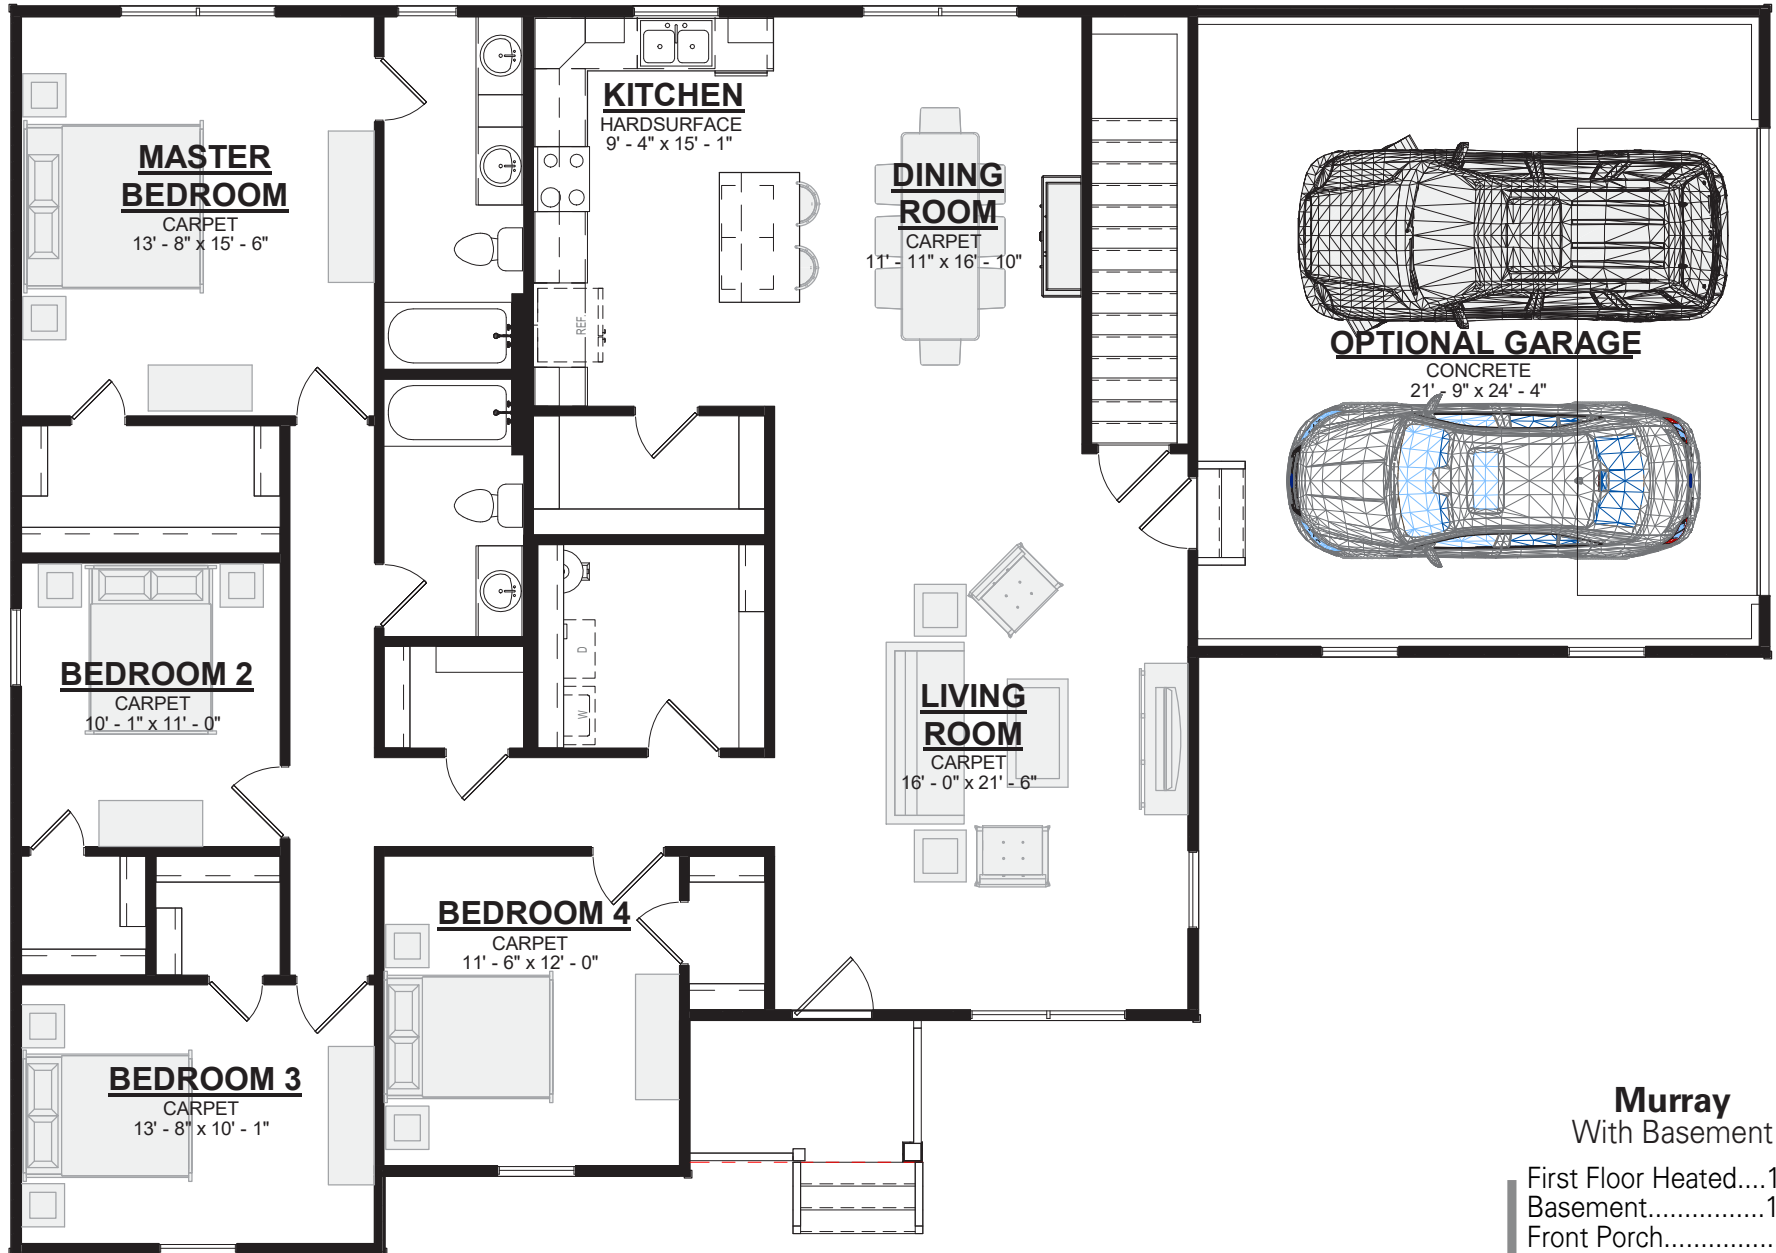 MASTER
BEDROOM
CARPET
13' - 8" x 15' - 6"
KITCHEN
HARDSURFACE
9' - 4" x 15' - 1"
DINING
ROOM
CARPET
11' - 11" x 16' - 10"
REF.
OPTIONAL GARAGE
CONCRETE
21' - 9" x 24' - 4"
BEDROOM 2
CARPET
10' - 1" x 11' - 0"
D
W
LIVING
ROOM
CARPET
16' - 0" x 21' - 6"
BEDROOM 4
CARPET
11' - 6" x 12' - 0"
BEDROOM 3
CARPET
13' - 8" x 10' - 1"
Murray
With Basement
First Floor Heated....1
Basement................1
Front Porch...............